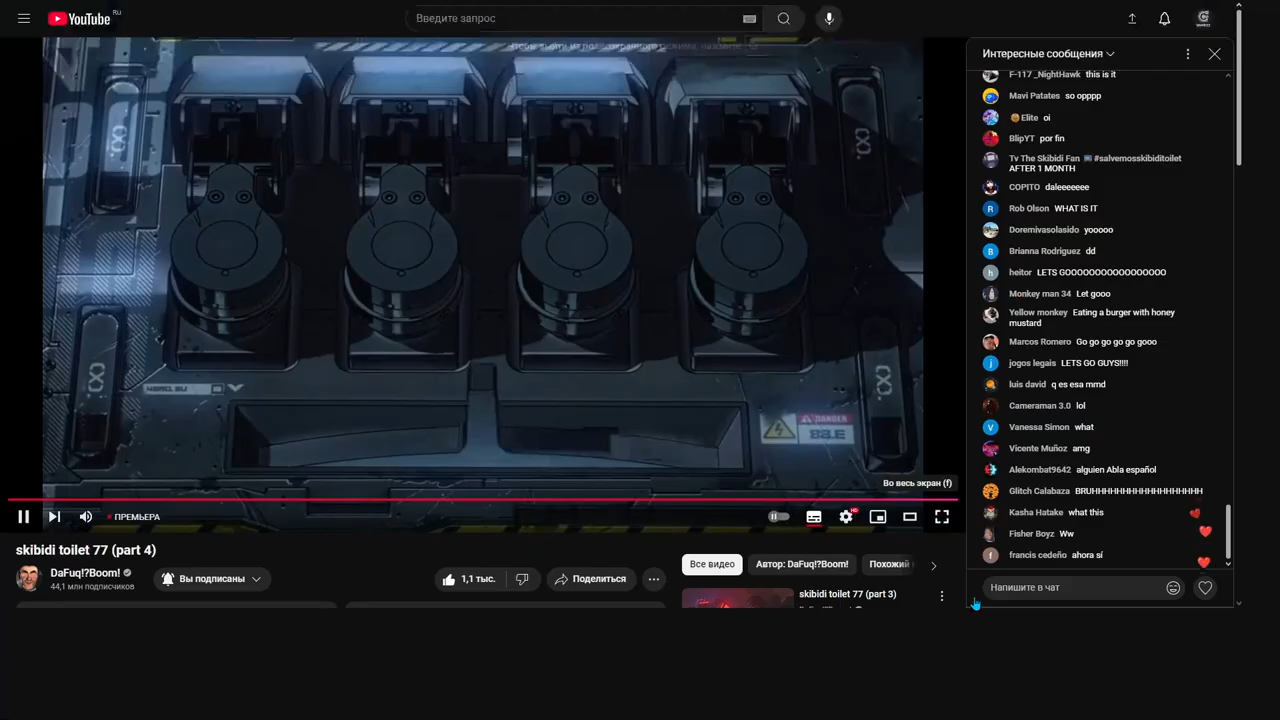 YouTube
RU
Введите запрос
Интересные сообщения
F-117 _NightHawk this is it
Mavi Patates so opppp
Elite oi
BlipYT por fin
Tv The Skibidi Fan #salvemosskibiditoilet
AFTER 1 MONTH
COPITO daleeeeeee
Rob Olson WHAT IS IT
Doremivasolasido yooooo
Brianna Rodriguez dd
heitor LETS GOOOOOOOOOOOOOOOOO
Monkey man 34 Let gooo
Yellow monkey Eating a burger with honey
mustard
Marcos Romero Go go go go go gooo
jogos legais LETS GO GUYS!!!!
luis david q es esa mmd
Cameraman 3.0 lol
Vanessa Simon what
Vicente Muñoz amg
Alekombat9642 alguien Abla español
Glitch Calabaza BRUHHHHHHHHHHHHHHHHHH
Kasha Hatake what this
Fisher Boyz Ww
francis cedeño ahora sí
Напишите в чат
DANGER
Во весь экран (f)
ПРЕМЬЕРА
HD
skibidi toilet 77 (part 4)
DaFuq!?Boom!
44,1 млн подписчиков
Вы подписаны
1,1 тыс.
Поделиться
Все видео
Автор: DaFuq!?Boom!
Похожий
skibidi toilet 77 (part 3)